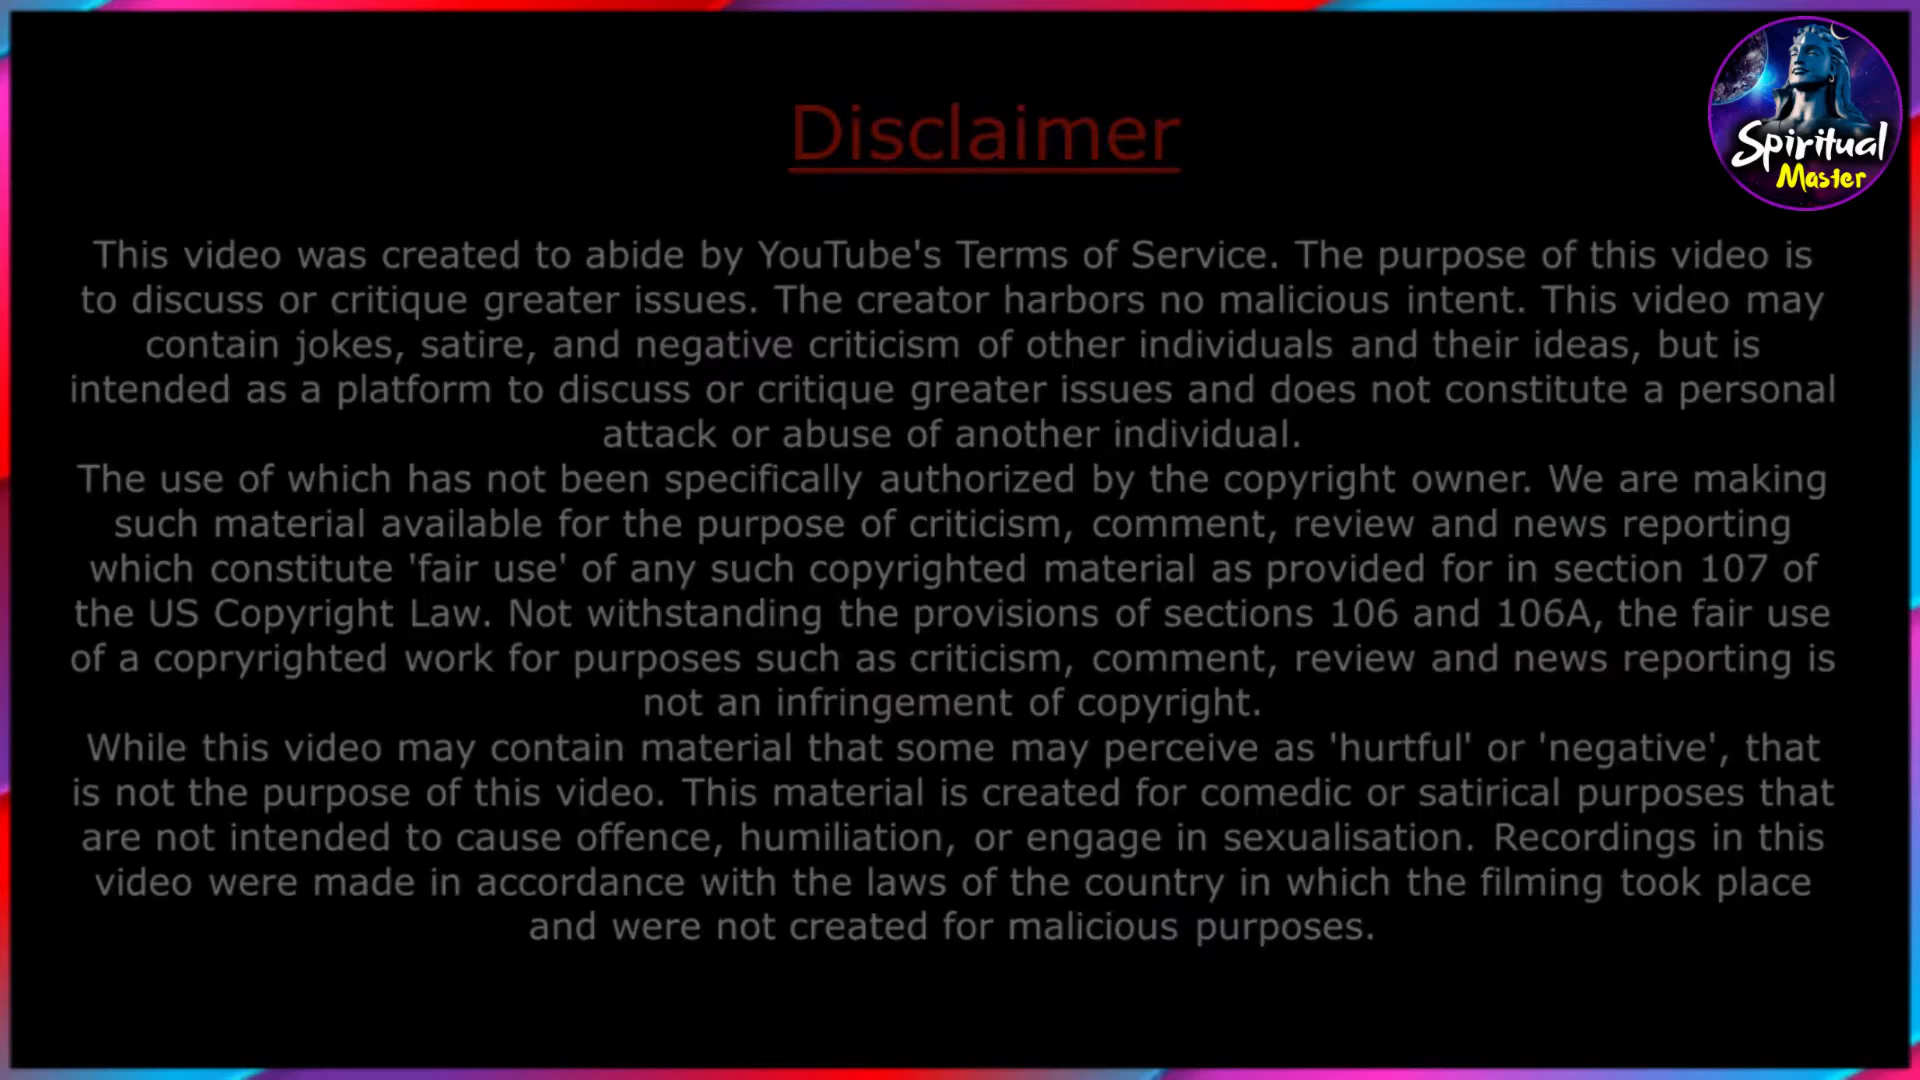 Disclaimer
Spiritual
Master
This video was created to abide by YouTube's Terms of Service. The purpose of this video is
to discuss or critique greater issues. The creator harbors no malicious intent. This video may
contain jokes, satire, and negative criticism of other individuals and their ideas, but is
intended as a platform to discuss or critique greater issues and does not constitute a personal
attack or abuse of another individual.
The use of which has not been specifically authorized by the copyright owner. We are making
such material available for the purpose of criticism, comment, review and news reporting
which constitute 'fair use' of any such copyrighted material as provided for in section 107 of
the US Copyright Law. Not withstanding the provisions of sections 106 and 106A, the fair use
of a copryrighted work for purposes such as criticism, comment, review and news reporting is
not an infringement of copyright.
While this video may contain material that some may perceive as 'hurtful' or 'negative', that
is not the purpose of this video. This material is created for comedic or satirical purposes that
are not intended to cause offence, humiliation, or engage in sexualisation. Recordings in this
video were made in accordance with the laws of the country in which the filming took place
and were not created for malicious purposes.